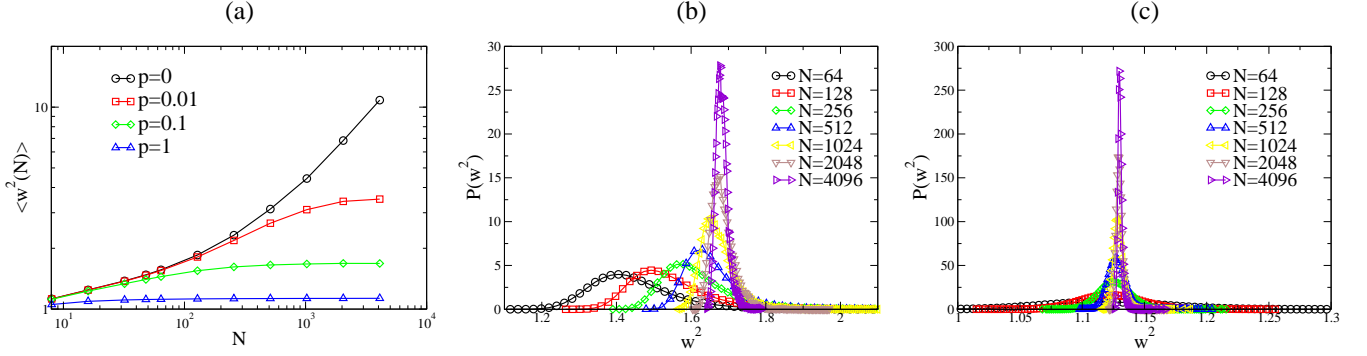 (a)
10
<w²(N)>
p=0
p=0.01
p=0.1
p=1
10¹ 10² 10³ 10⁴
N
(b)
30
25
20
15
10
5
0
P(w²)
N=64
N=128
N=256
N=512
N=1024
N=2048
N=4096
1.2 1.4 1.6 1.8 2
w²
(c)
300
250
200
150
100
50
0
P(w²)
N=64
N=128
N=256
N=512
N=1024
N=2048
N=4096
1 1.05 1.1 1.15 1.2 1.25 1.3
w²